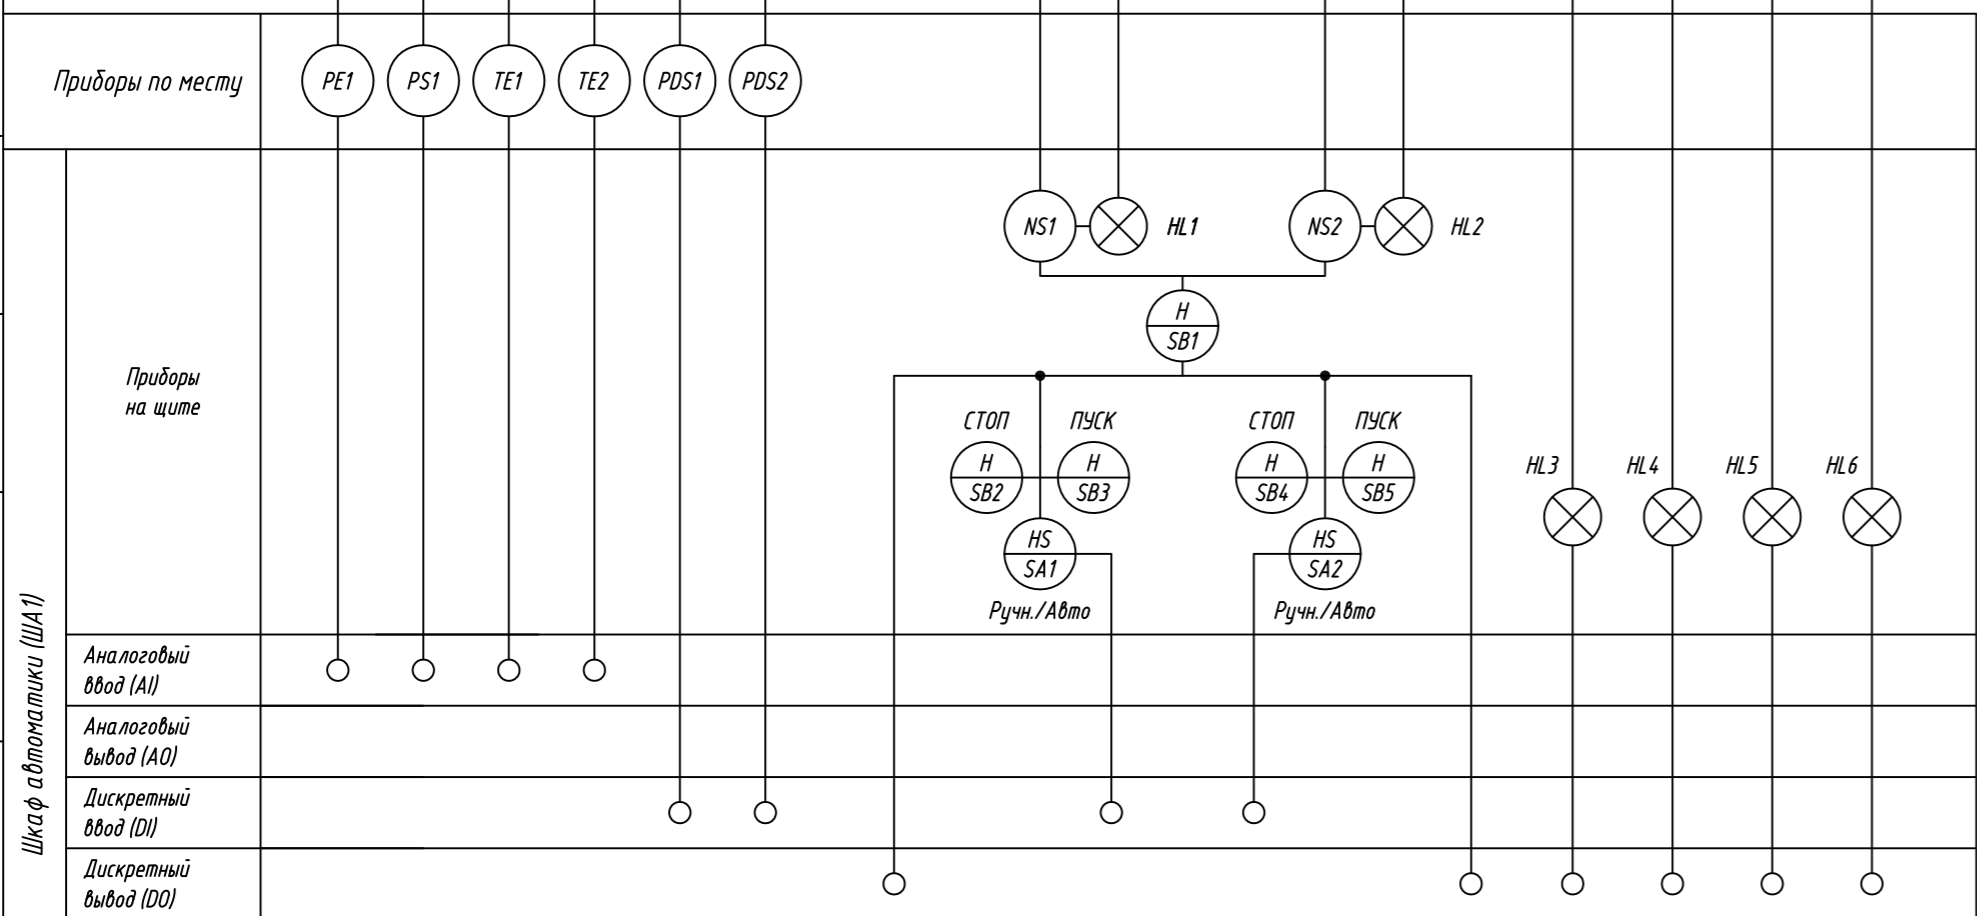 Приборы по месту
PE1
PS1
TE1
TE2
PDS1
PDS2
NS1
HL1
NS2
HL2
H
SB1
Приборы
на щите
СТОП
ПУСК
СТОП
ПУСК
H
SB2
H
SB3
H
SB4
H
SB5
HL3
HL4
HL5
HL6
HS
SA1
HS
SA2
Ручн./Авто
Ручн./Авто
Шкаф автоматики (ША1)
Аналоговый
ввод (AI)
Аналоговый
вывод (AO)
Дискретный
ввод (DI)
Дискретный
вывод (DO)